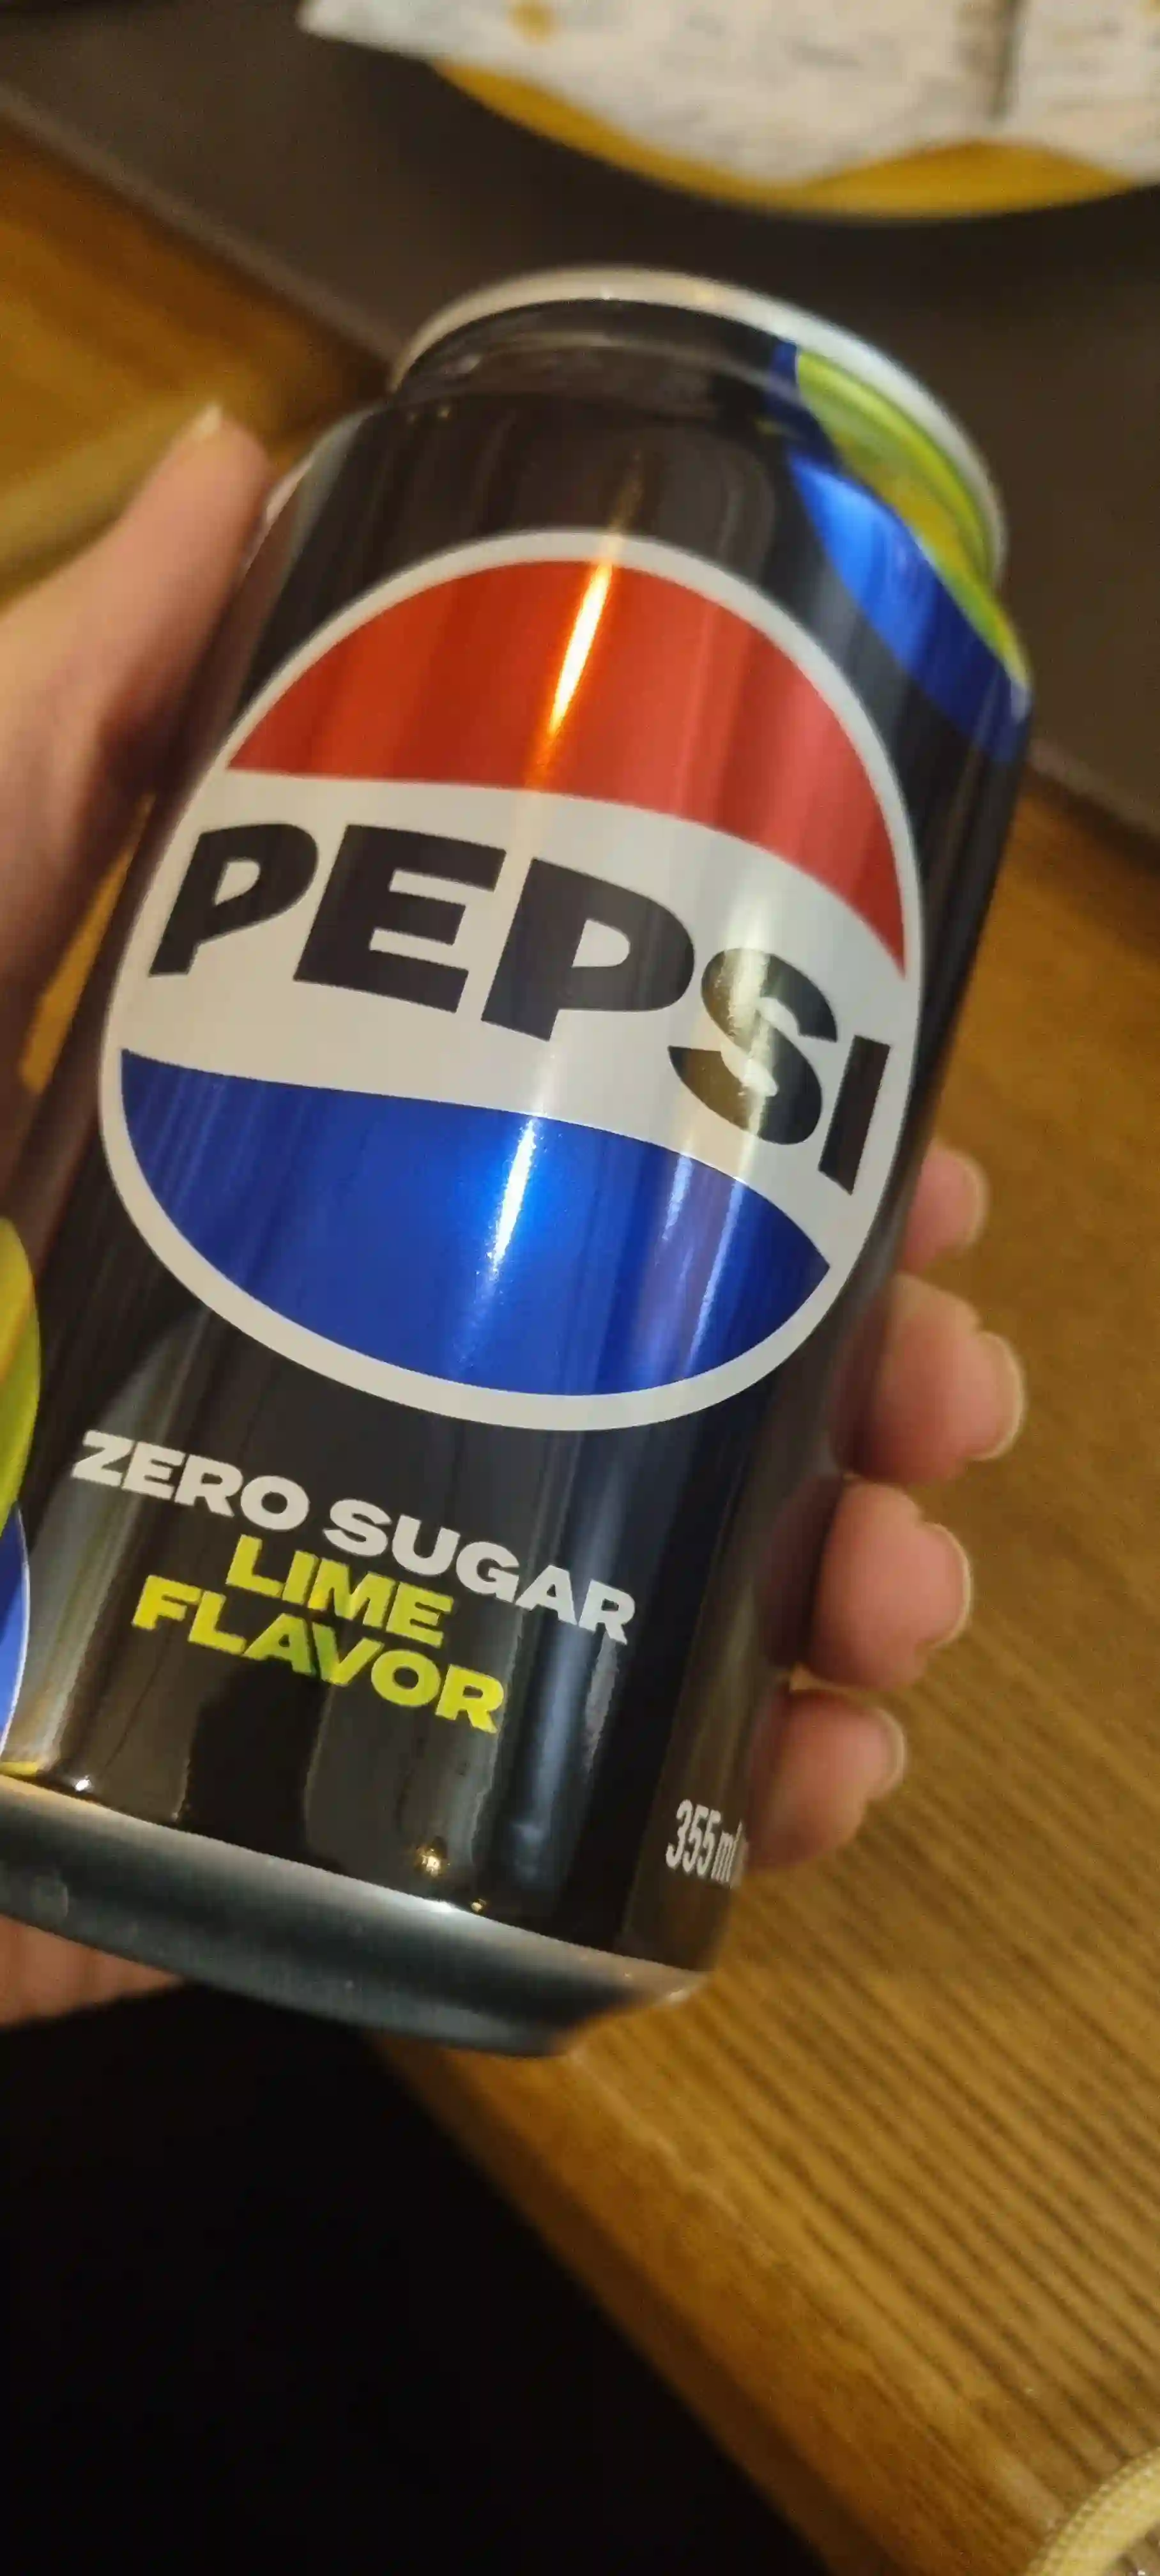 PEPSI
ZERO SUGAR
LIME
FLAVOR
355 ml